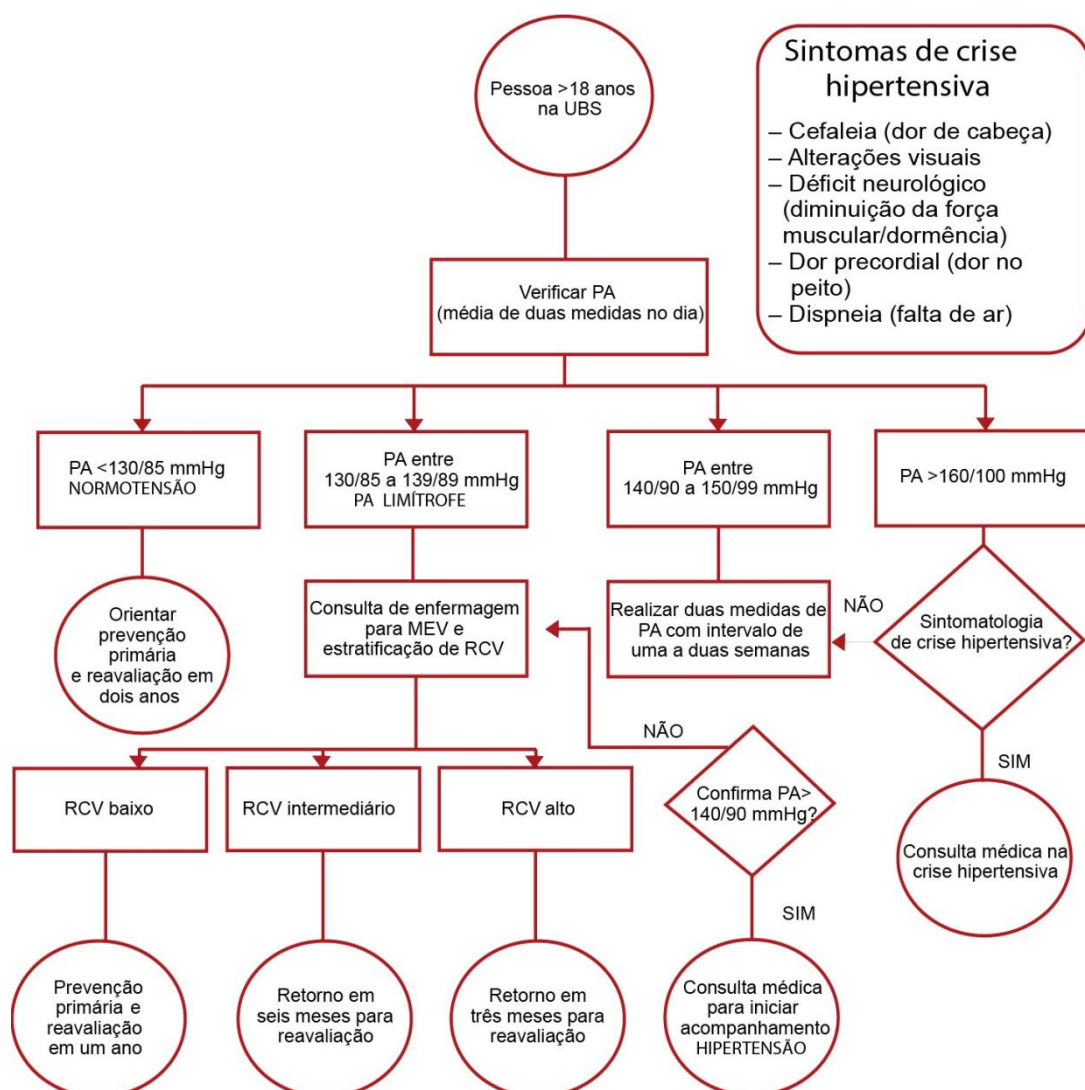 Pessoa >18 anos
na UBS
Sintomas de crise
hipertensiva
– Cefaleia (dor de cabeça)
– Alterações visuais
– Déficit neurológico
(diminuição da força
muscular/dormência)
– Dor precordial (dor no
peito)
– Dispneia (falta de ar)
Verificar PA
(média de duas medidas no dia)
PA <130/85 mmHg
NORMOTENSÃO
PA entre
130/85 a 139/89 mmHg
PA LIMÍTROFE
PA entre
140/90 a 150/99 mmHg
PA >160/100 mmHg
Orientar
prevenção
primária
e reavaliação em
dois anos
Consulta de enfermagem
para MEV e
estratificação de RCV
Realizar duas medidas de
PA com intervalo de
uma a duas semanas
NÃO
Sintomatologia
de crise hipertensiva?
NÃO
SIM
RCV baixo
RCV intermediário
RCV alto
Confirma PA>
140/90 mmHg?
Consulta médica na
crise hipertensiva
SIM
Prevenção
primária e
reavaliação
em um ano
Retorno em
seis meses para
reavaliação
Retorno em
três meses para
reavaliação
Consulta médica
para iniciar
acompanhamento
HIPERTENSÃO